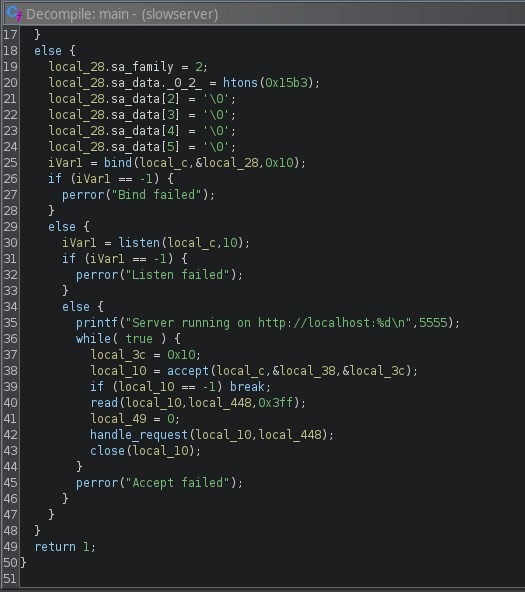 Decompile: main - (slowserver)
17 }
18 else {
19 local_28.sa_family = 2;
20 local_28.sa_data._0_2_ = htons(0x15b3);
21 local_28.sa_data[2] = '\0';
22 local_28.sa_data[3] = '\0';
23 local_28.sa_data[4] = '\0';
24 local_28.sa_data[5] = '\0';
25 iVar1 = bind(local_c,&local_28,0x10);
26 if (iVar1 == -1) {
27 perror("Bind failed");
28 }
29 else {
30 iVar1 = listen(local_c,10);
31 if (iVar1 == -1) {
32 perror("Listen failed");
33 }
34 else {
35 printf("Server running on http://localhost:%d\n",5555);
36 while( true ) {
37 local_3c = 0x10;
38 local_10 = accept(local_c,&local_38,&local_3c);
39 if (local_10 == -1) break;
40 read(local_10,local_448,0x3ff);
41 local_49 = 0;
42 handle_request(local_10,local_448);
43 close(local_10);
44 }
45 perror("Accept failed");
46 }
47 }
48 }
49 return 1;
50 }
51